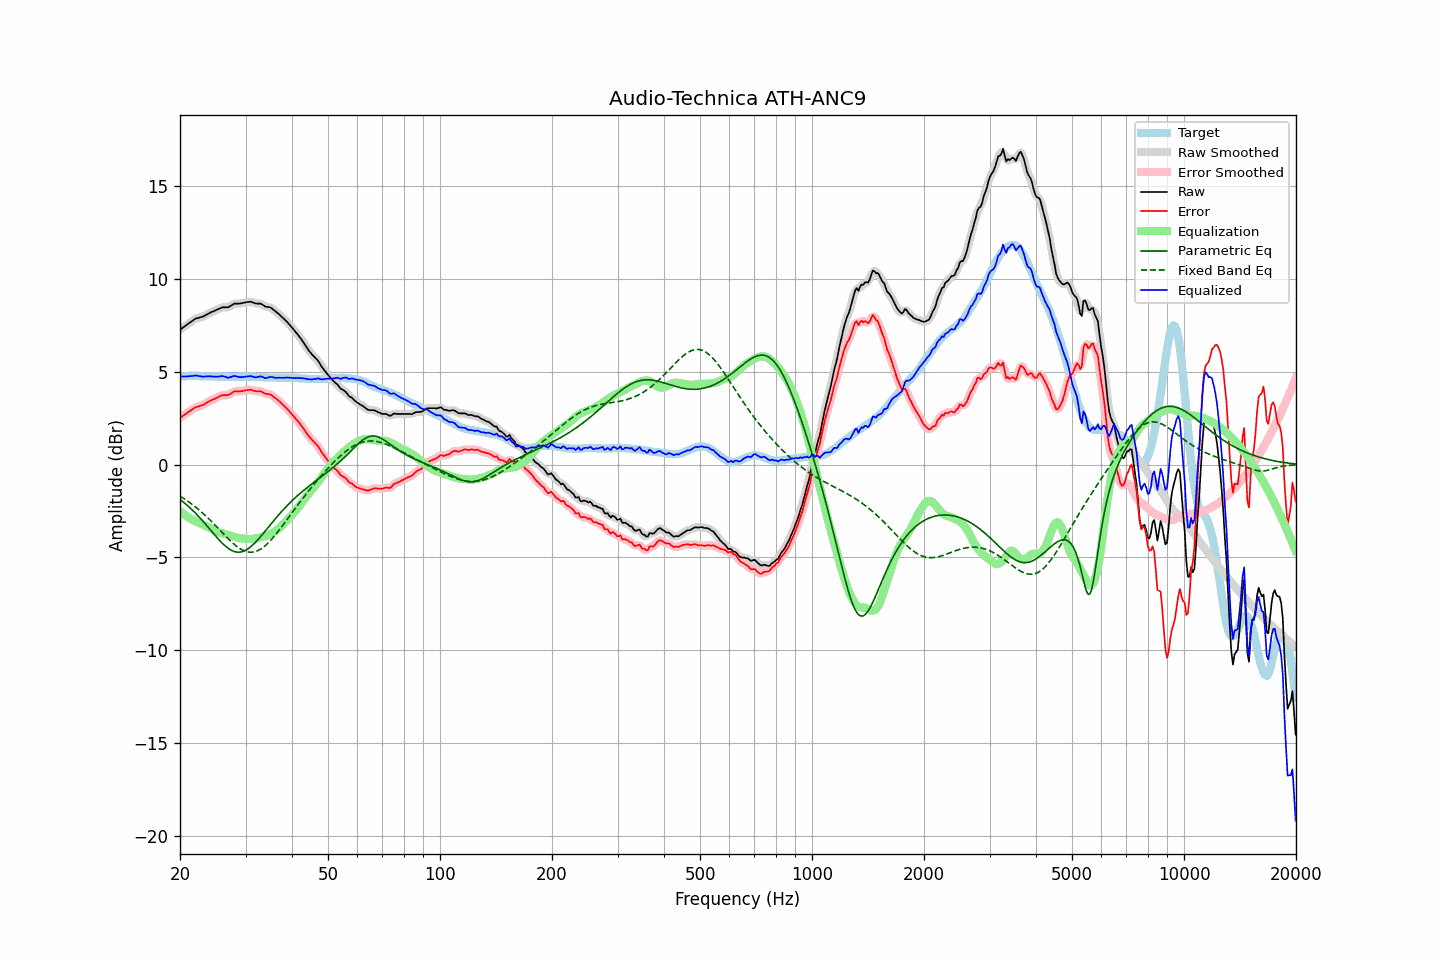 Audio-Technica ATH-ANC9
Target
Raw Smoothed
Error Smoothed
Raw
Error
Equalization
Parametric Eq
Fixed Band Eq
Equalized
Amplitude (dBr)
15
10
5
0
−5
−10
−15
−20
20
50
100
200
500
1000
2000
5000
10000
20000
Frequency (Hz)